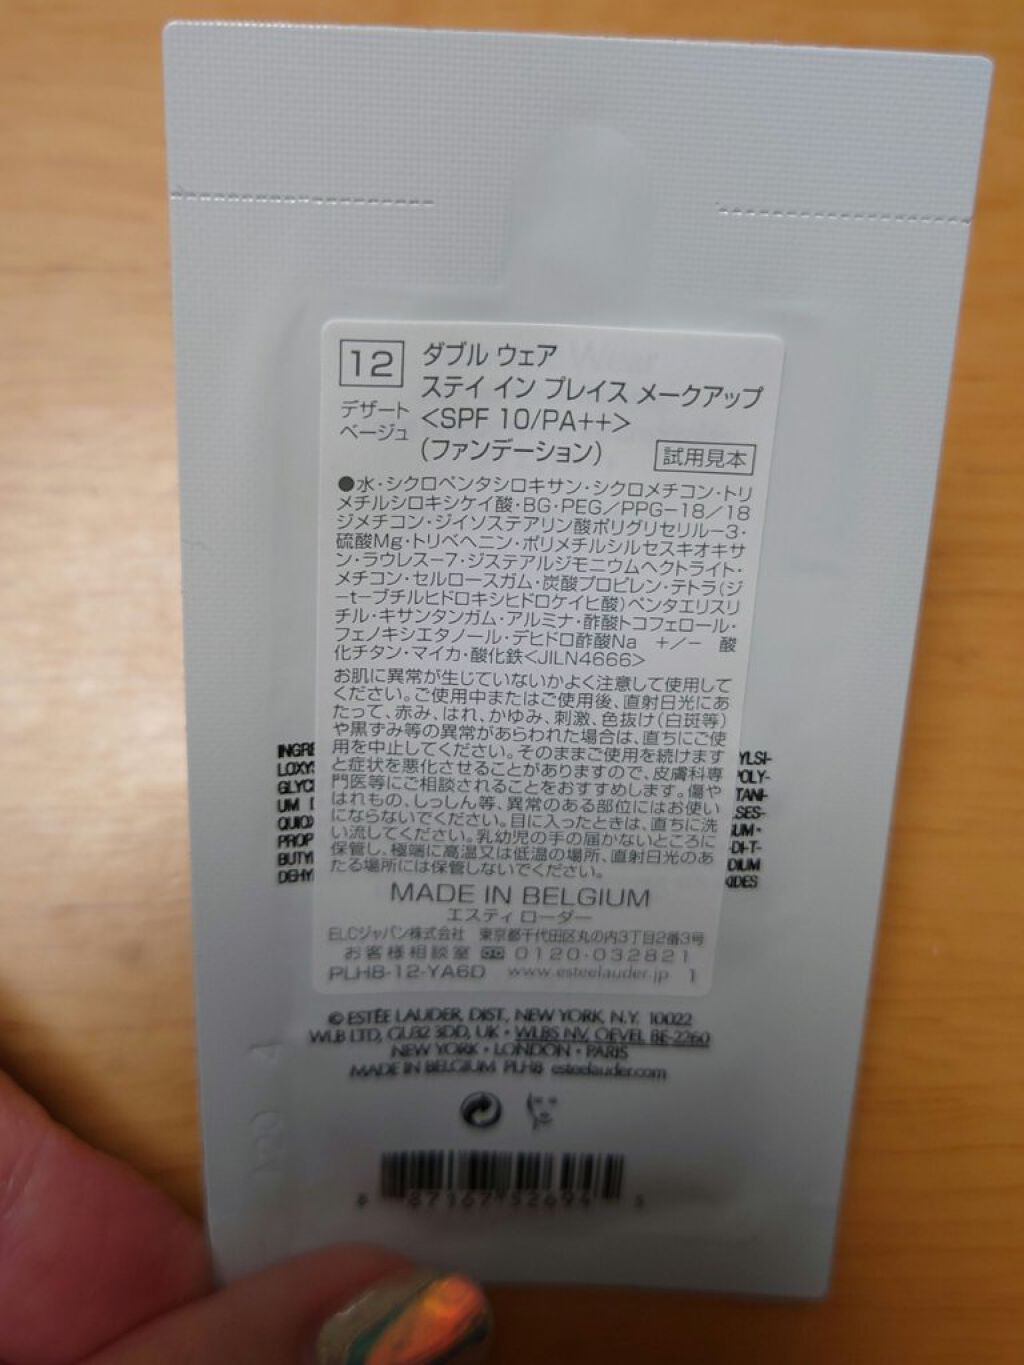 12
デザート
ベージュ
ダブル ウェア
ステイ イン プレイス メークアップ
<SPF 10/PA++>
(ファンデーション)
試用見本
●水・シクロペンタシロキサン・シクロメチコン・トリ
メチルシロキシケイ酸・BG・PEG/PPG-18/18
ジメチコン・ジイソステアリン酸ポリグリセリル-3・
硫酸Mg・トリベヘニン・ポリメチルシルセスキオキサ
ン・ラウレス-7・ジステアルジモニウムヘクトライト・
メチコン・セルロースガム・炭酸プロピレン・テトラ(ジ
-t-ブチルヒドロキシヒドロケイヒ酸)ペンタエリスリ
チル・キサンタンガム・アルミナ・酢酸トコフェロール・
フェノキシエタノール・デヒドロ酢酸Na +/- 酸
化チタン・マイカ・酸化鉄<JILN4666>
お肌に異常が生じていないかよく注意して使用して
ください。ご使用中またはご使用後、直射日光にあ
たって、赤み、はれ、かゆみ、刺激、色抜け(白斑等)
や黒ずみ等の異常があらわれた場合は、直ちにご使
用を中止してください。そのままご使用を続けます
と症状を悪化させることがありますので、皮膚科専
門医等にご相談されることをおすすめします。傷や
はれもの、しっしん等、異常のある部位にはお使い
にならないでください。目に入ったときは、直ちに洗
い流してください。乳幼児の手の届かないところに
保管し、極端に高温又は低温の場所、直射日光のあ
たる場所には保管しないでください。
MADE IN BELGIUM
エスティ ローダー
ELCジャパン株式会社 東京都千代田区丸の内3丁目2番3号
お客様相談室 0120-032821
PLH8-12-YA6D www.esteelauder.jp 1
© ESTÉE LAUDER, DIST., NEW YORK, N.Y. 10022
WLB LTD, GU32 3DD, UK • WLBS NV, OEVEL BE-2260
NEW YORK • LONDON • PARIS
MADE IN BELGIUM PLH8 esteelauder.com